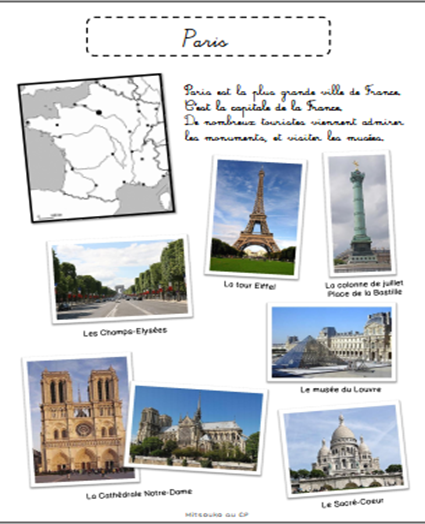 Paris
Paris est la plus grande ville de France.
C'est la capitale de la France.
De nombreux touristes viennent admirer
les monuments, et visiter les musées.
La tour Eiffel
La colonne de juillet
Place de la Bastille
Les Champs-Elysées
Le musée du Louvre
La Cathédrale Notre-Dame
Le Sacré-Coeur
Mitsouko au CP